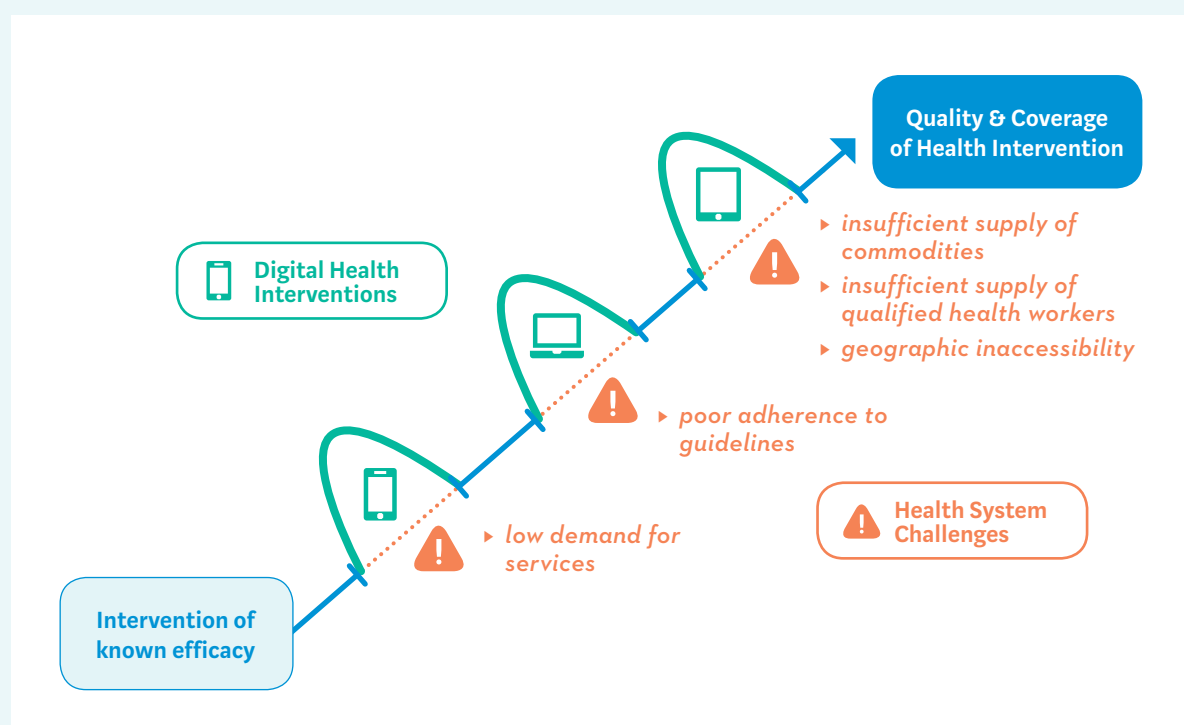 Quality & Coverage
of Health Intervention
insufficient supply of
commodities
insufficient supply of
qualified health workers
geographic inaccessibility
Digital Health
Interventions
poor adherence to
guidelines
Health System
Challenges
low demand for
services
Intervention of
known efficacy